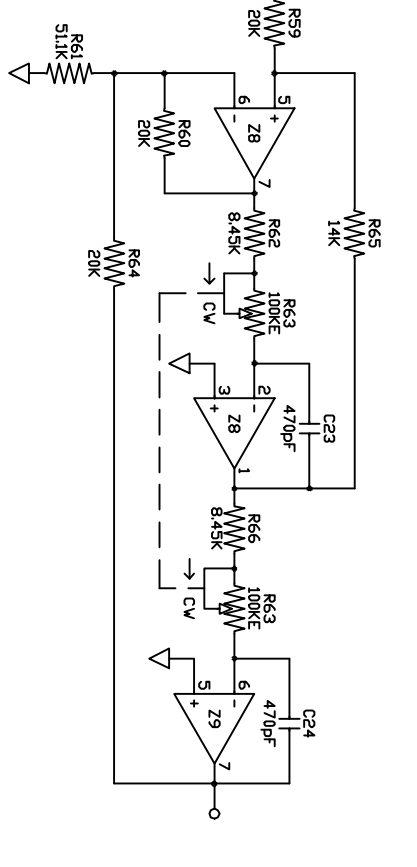 R59
20K
R61
51.1K
6
5
-
+
Z8
7
R60
20K
R65
14K
R62
8.45K
R64
20K
R63
100KE
CW
2
3
-
+
Z8
1
C23
470pF
R66
8.45K
R63
100KE
CW
6
5
-
+
Z9
7
C24
470pF